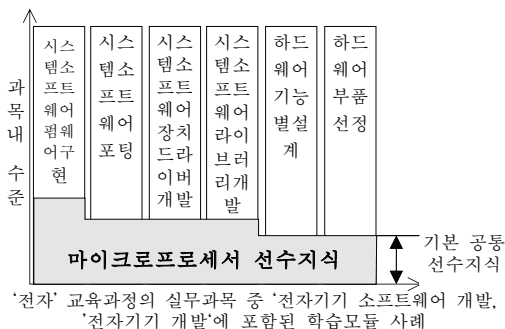 과
목
내
수
준
시스
템소
프트
웨어
펌웨
어구
현
시스
템소
프트
웨어
포팅
시스
템소
프트
웨어
장치
드라
이버
개발
시스
템소
프트
웨어
라이
브러
리개
발
하드
웨어
기능
별설
계
하드
웨어
부품
선정
마이크로프로세서 선수지식
기본 공통
선수지식
'전자' 교육과정의 실무과목 중 '전자기기 소프트웨어 개발,
'전자기기 개발'에 포함된 학습모듈 사례